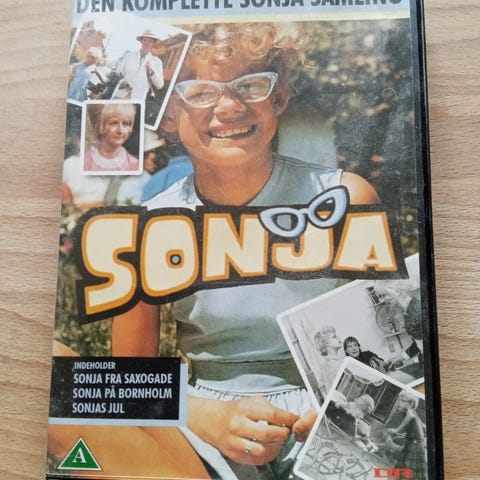 DEN KOMPLETTE SONJA SAMLING
SONJA
INDEHOLDER
SONJA FRA SAXOGADE
SONJA PÅ BORNHOLM
SONJAS JUL
A
DR